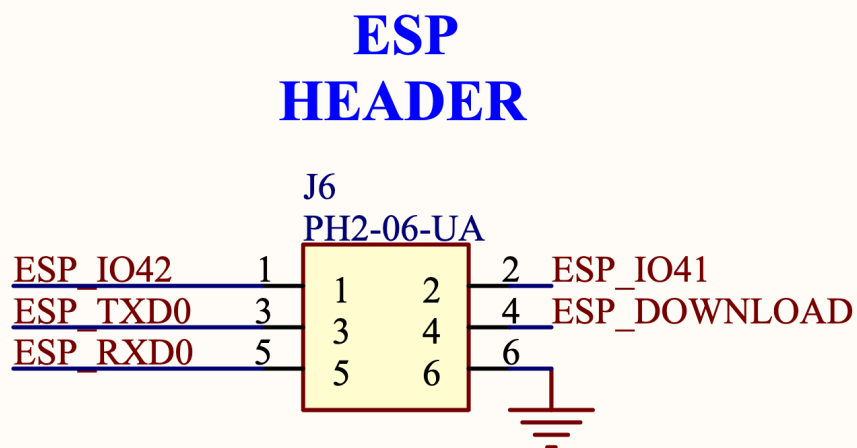 ESP
HEADER
J6
PH2-06-UA
ESP_IO42 1 1 2 2 ESP_IO41
ESP_TXD0 3 3 4 4 ESP_DOWNLOAD
ESP_RXD0 5 5 6 6